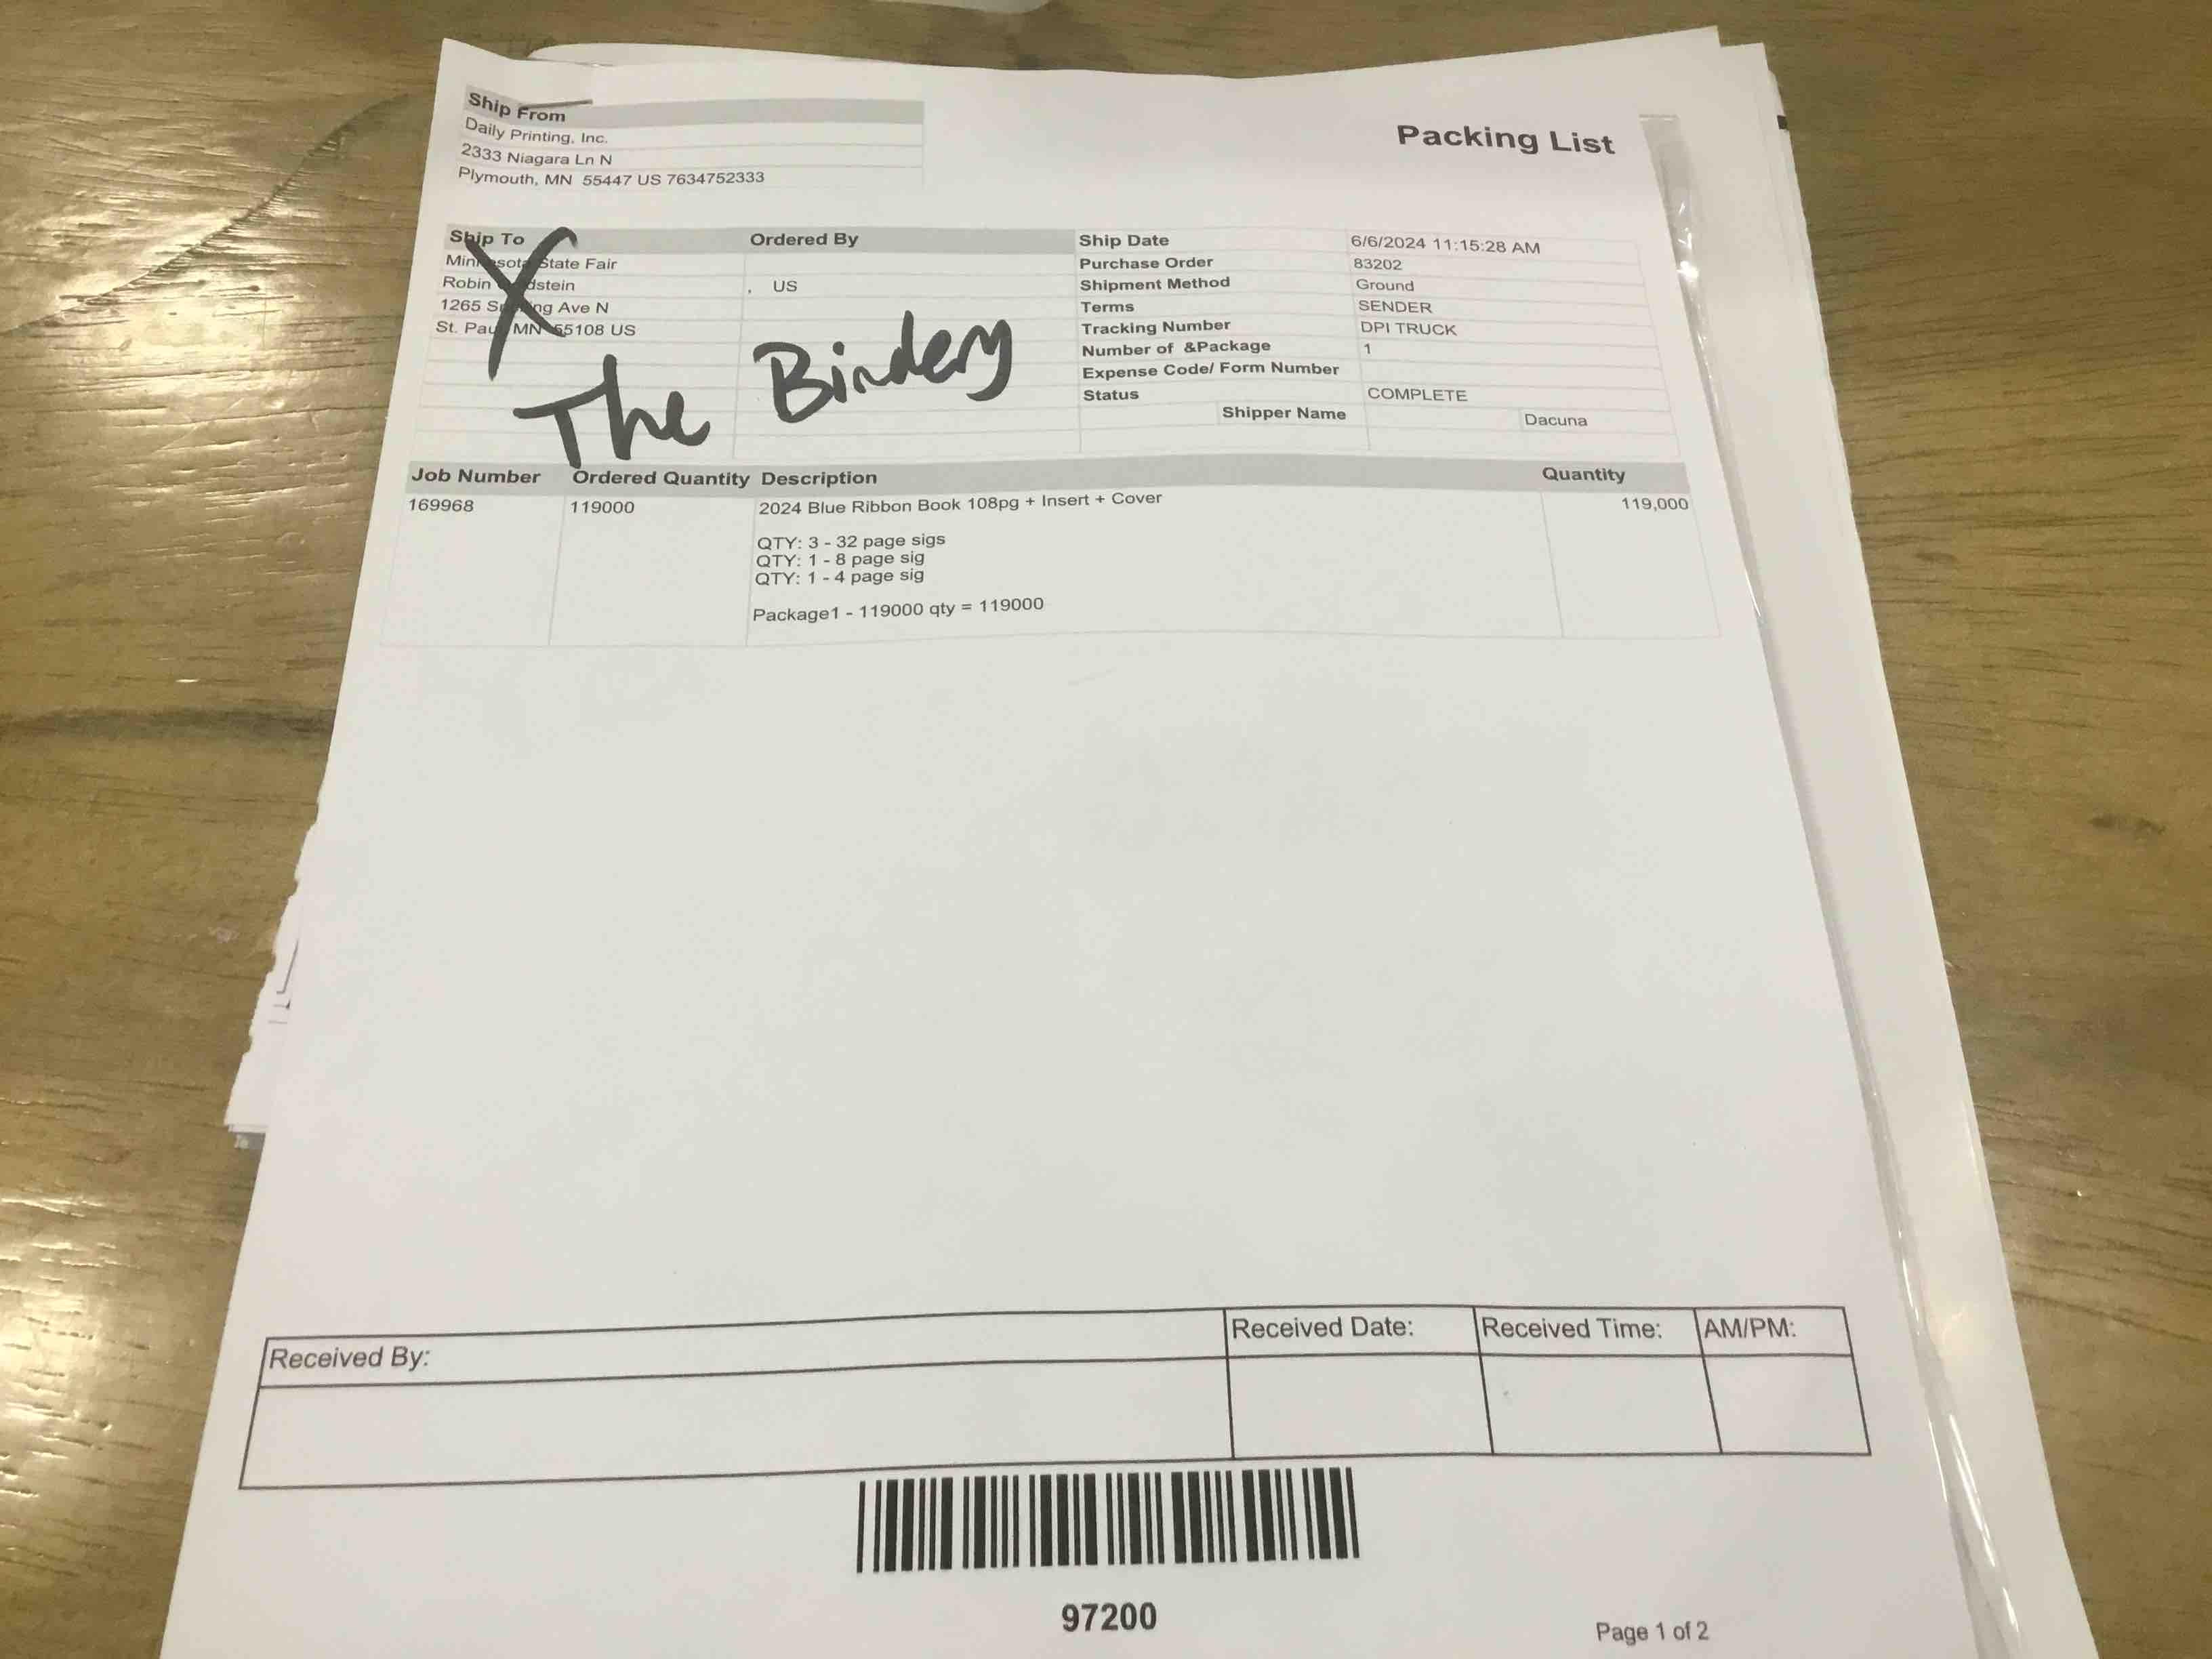 Ship From
Daily Printing, Inc.
2333 Niagara Ln N
Plymouth, MN 55447 US 7634752333
Packing List
Ship To
Minnesota State Fair
Robin
1265 Ave N
St. Paul MN 55108 US
Ordered By
, US
The Bindery
Ship Date 6/6/2024 11:15:28 AM
Purchase Order 83202
Shipment Method Ground
Terms SENDER
Tracking Number DPI TRUCK
Number of &Package 1
Expense Code/ Form Number
Status COMPLETE
Shipper Name Dacuna
Job Number Ordered Quantity Description Quantity
169968 119000 2024 Blue Ribbon Book 108pg + Insert + Cover 119,000
QTY: 3 - 32 page sigs
QTY: 1 - 8 page sig
QTY: 1 - 4 page sig
Package1 - 119000 qty = 119000
Received By: Received Date: Received Time: AM/PM:
97200
Page 1 of 2